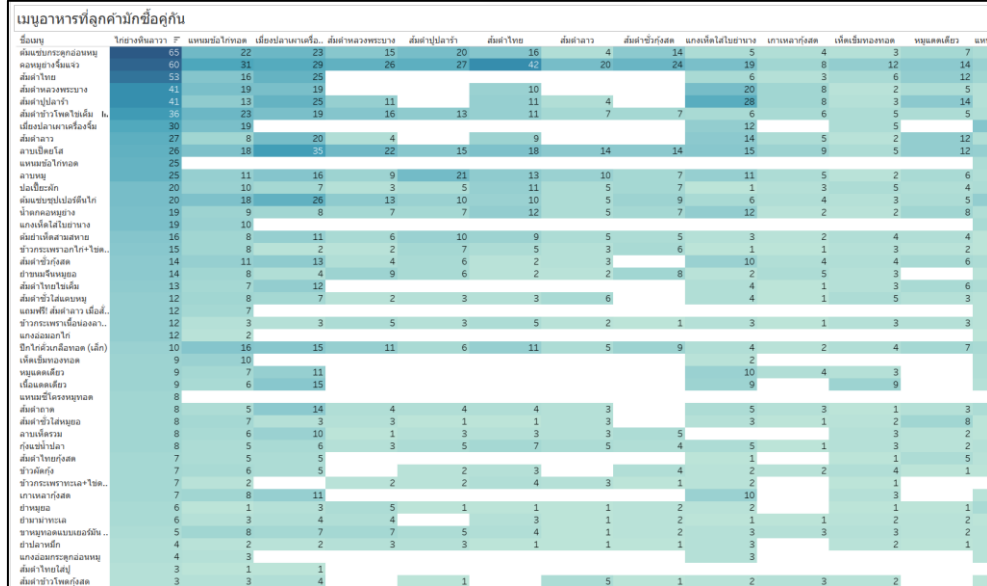 เมนูอาหารที่ลูกค้ามักซื้อคู่กัน
ชื่อเมนู ไก่ย่างหินลาวา แหนมข้อไก่ทอด เมี่ยงปลาเผาเครื่อ.. ส้มตำหลวงพระบาง ส้มตำปูปลาร้า ส้มตำไทย ส้มตำลาว ส้มตำซั่วกุ้งสด แกงเห็ดใส่ใบย่านาง เกาเหลากุ้งสด เห็ดเข็มทองทอด หมูแดดเดียว
ต้มแซ่บกระดูกอ่อนหมู 65 22 23 15 20 16 4 14 5 4 3 7
คอหมูย่างจิ้มแจ่ว 60 31 29 26 27 42 20 24 19 8 12 14
ส้มตำไทย 53 16 25 6 3 6 12
ส้มตำหลวงพระบาง 41 19 19 10 20 8 2 5
ส้มตำปูปลาร้า 41 13 25 11 11 4 28 8 3 14
ส้มตำข้าวโพดไข่เค็ม 36 23 19 16 13 11 7 7 6 6 5 5
เมี่ยงปลาเผาเครื่องจิ้ม 30 19 12 5
ส้มตำลาว 27 8 20 4 9 14 5 2 12
ลาบเป็ดยโส 26 18 35 22 15 18 14 14 15 9 5 12
แหนมข้อไก่ทอด 25
ลาบหมู 25 11 16 9 21 13 10 7 11 5 2 6
ปอเปี๊ยะผัก 20 10 7 3 5 11 5 7 1 3 5 4
ต้มแซ่บซุปเปอร์ตีนไก่ 20 18 26 13 10 10 5 9 6 4 3 5
น้ำตกคอหมูย่าง 19 9 8 7 7 12 5 7 12 2 2 8
แกงเห็ดใส่ใบย่านาง 19 10
ต้มยำเห็ดสามสหาย 16 8 11 6 10 9 5 5 3 2 4 4
ข้าวกระเพราอกไก่+ไข่ด.. 15 8 2 2 7 5 3 6 1 1 3 2
ส้มตำซั่วกุ้งสด 14 11 13 4 6 2 3 10 4 4 6
ยำขนมจีนหมูยอ 14 8 4 9 6 2 2 8 2 5 3
ส้มตำไทยไข่เค็ม 13 7 12 4 1 3 6
ส้มตำซั่วใส่แคบหมู 12 8 7 2 3 3 6 4 1 5 3
แถมฟรี! ส้มตำลาว เมื่อสั่.. 12 7
ข้าวกระเพราเนื้อน่องลา.. 12 3 3 5 3 5 2 1 3 1 3 3
แกงอ่อมอกไก่ 12 2
ปีกไก่คั่วเกลือทอด (เล็ก) 10 16 15 11 6 11 5 9 4 2 4 7
เห็ดเข็มทองทอด 9 10 2
หมูแดดเดียว 9 7 11 10 4 3
เนื้อแดดเดียว 9 6 15 9 9
แหนมซี่โครงหมูทอด 8
ส้มตำถาด 8 5 14 4 4 4 3 5 3 1 3
ส้มตำซั่วใส่หมูยอ 8 7 3 3 1 1 3 3 1 2 8
ลาบเห็ดรวม 8 6 10 1 3 3 3 5 3 2
กุ้งแช่น้ำปลา 8 5 6 3 5 7 5 4 5 1 3 2
ส้มตำไทยกุ้งสด 7 5 5 1 1 5
ข้าวผัดกุ้ง 7 6 5 2 3 4 2 2 4 1
ข้าวกระเพราทะเล+ไข่ด.. 7 2 2 2 4 3 1 2 1
เกาเหลากุ้งสด 7 8 11 10 3
ยำหมูยอ 6 1 3 5 1 1 1 2 2 1 1
ยำมาม่าทะเล 6 3 4 4 3 1 2 1 1 2 2
ขาหมูทอดแบบเยอรมัน .. 5 8 7 7 5 4 1 2 3 3 3 2
ยำปลาหมึก 4 2 2 3 3 1 1 1 3 2 1
แกงอ่อมกระดูกอ่อนหมู 4 3 3
ส้มตำไทยใส่ปู 3 1 1
ส้มตำข้าวโพดกุ้งสด 3 3 4 1 5 1 2 3 2